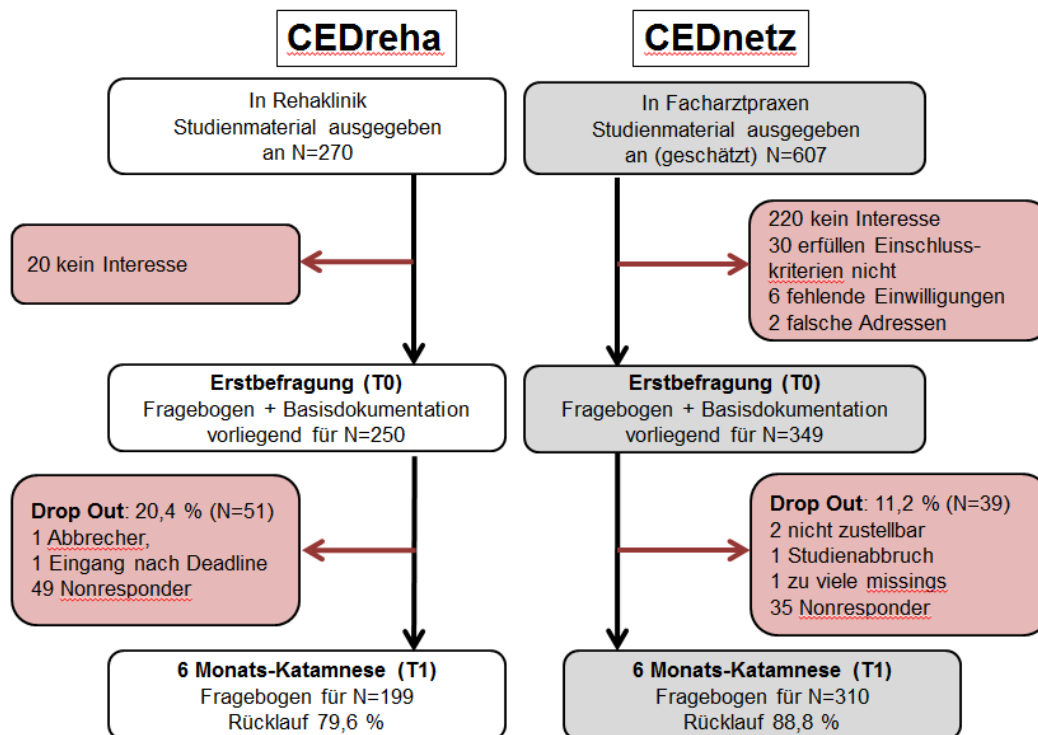 CEDreha
In Rehaklinik
Studienmaterial ausgegeben
an N=270
20 kein Interesse
Erstbefragung (T0)
Fragebogen + Basisdokumentation
vorliegend für N=250
Drop Out: 20,4 % (N=51)
1 Abbrecher,
1 Eingang nach Deadline
49 Nonresponder
6 Monats-Katamnese (T1)
Fragebogen für N=199
Rücklauf 79,6 %
CEDnetz
In Facharztpraxen
Studienmaterial ausgegeben
an (geschätzt) N=607
220 kein Interesse
30 erfüllen Einschluss-
kriterien nicht
6 fehlende Einwilligungen
2 falsche Adressen
Erstbefragung (T0)
Fragebogen + Basisdokumentation
vorliegend für N=349
Drop Out: 11,2 % (N=39)
2 nicht zustellbar
1 Studienabbruch
1 zu viele missings
35 Nonresponder
6 Monats-Katamnese (T1)
Fragebogen für N=310
Rücklauf 88,8 %